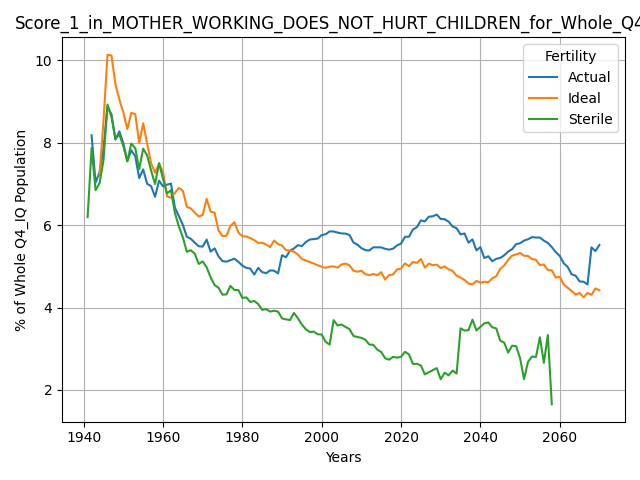 Score_1_in_MOTHER_WORKING_DOES_NOT_HURT_CHILDREN_for_Whole_Q4
Fertility
Actual
Ideal
Sterile
% of Whole Q4_IQ Population
10
8
6
4
2
1940 1960 1980 2000 2020 2040 2060
Years